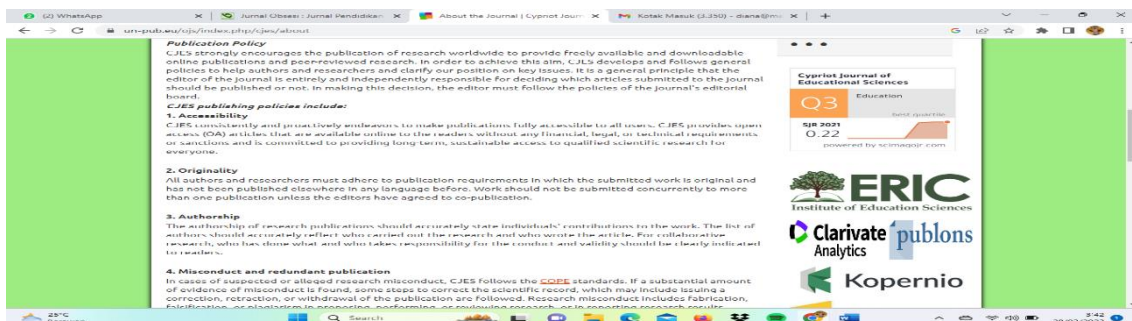 (2) WhatsApp
Jurnal Obsesi : Jurnal Pendidikan
About the Journal | Cypriot Journ
Kotak Masuk (3.350) - diana@m
un-pub.eu/ojs/index.php/cjes/about
Publication Policy
CJES strongly encourages the publication of research worldwide to provide freely available and downloadable
online publications and peer-reviewed research. In order to achieve this aim, CJES develops and follows general
policies to help authors and researchers and clarify our position on key issues. It is a general principle that the
editor of the journal is entirely and independently responsible for deciding which articles submitted to the journal
should be published or not. In making this decision, the editor must follow the policies of the journal's editorial
board.
CJES publishing policies include:
1. Accessibility
CJES consistently and proactively endeavors to make publications fully accessible to all users. CJES provides open
access (OA) articles that are available online to the readers without any financial, legal, or technical requirements
or sanctions and is committed to providing long-term, sustainable access to qualified scientific research for
everyone.
2. Originality
All authors and researchers must adhere to publication requirements in which the submitted work is original and
has not been published elsewhere in any language before. Work should not be submitted concurrently to more
than one publication unless the editors have agreed to co-publication.
3. Authorship
The authorship of research publications should accurately state individuals' contributions to the work. The list of
authors should accurately reflect who carried out the research and who wrote the article. For collaborative
research, who has done what and who takes responsibility for the conduct and validity should be clearly indicated
to readers.
4. Misconduct and redundant publication
In cases of suspected or alleged research misconduct, CJES follows the COPE standards. If a substantial amount
of evidence of misconduct is found, some steps to correct the scientific record, which may include issuing a
correction, retraction, or withdrawal of the publication are followed. Research misconduct includes fabrication,
falsification, or plagiarism in proposing, performing, or reviewing research, or in reporting research results.
Cypriot Journal of
Educational Sciences
Q3
Education
best quartile
SJR 2021
0.22
powered by scimagojr.com
ERIC
Institute of Education Sciences
Clarivate
Analytics
publons
Kopernio
25°C
Search
3:42